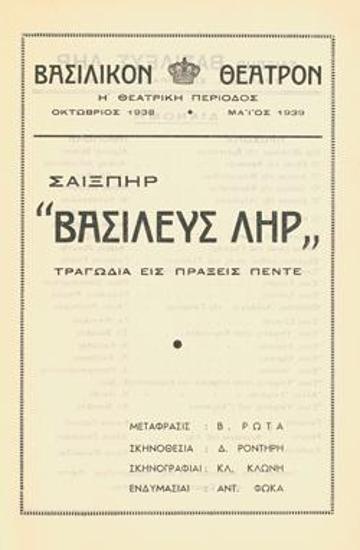 ΒΑΣΙΛΙΚΟΝ ΘΕΑΤΡΟΝ
Η΄ ΘΕΑΤΡΙΚΗ ΠΕΡΙΟΔΟΣ
ΟΚΤΩΒΡΙΟΣ 1938 • ΜΑΪΟΣ 1939
ΣΑΙΞΠΗΡ
“ΒΑΣΙΛΕΥΣ ΛΗΡ„
ΤΡΑΓΩΔΙΑ ΕΙΣ ΠΡΑΞΕΙΣ ΠΕΝΤΕ
ΜΕΤΑΦΡΑΣΙΣ : Β. ΡΩΤΑ
ΣΚΗΝΟΘΕΣΙΑ : Δ. ΡΟΝΤΗΡΗ
ΣΚΗΝΟΓΡΑΦΙΑΙ : ΚΛ. ΚΛΩΝΗ
ΕΝΔΥΜΑΣΙΑΙ : ΑΝΤ. ΦΩΚΑ